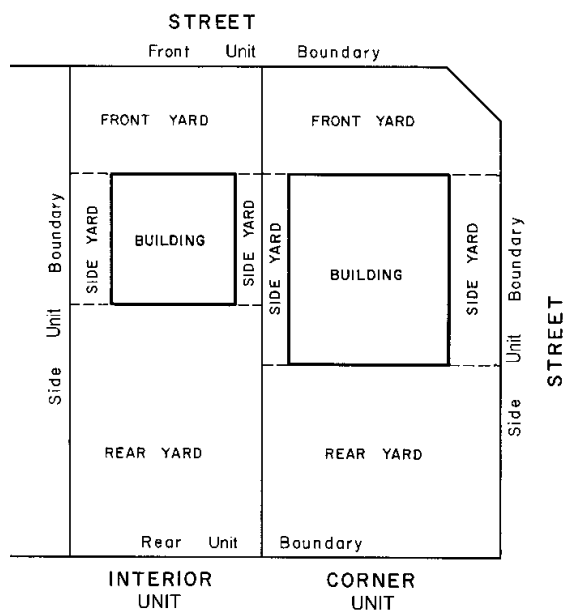 STREET
Front Unit Boundary
FRONT YARD
FRONT YARD
Side Unit Boundary
SIDE YARD
BUILDING
SIDE YARD
SIDE YARD
BUILDING
SIDE YARD
Side Unit Boundary
STREET
REAR YARD
REAR YARD
Rear Unit Boundary
INTERIOR
UNIT
CORNER
UNIT